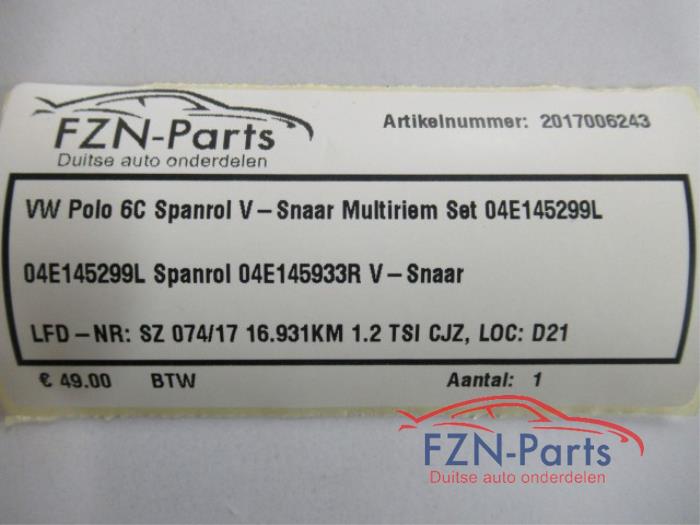 FZN-Parts
Duitse auto onderdelen
Artikelnummer: 2017006243
VW Polo 6C Spanrol V-Snaar Multiriem Set 04E145299L
04E145299L Spanrol 04E145933R V-Snaar
LFD-NR: SZ 074/17 16.931KM 1.2 TSI CJZ, LOC: D21
€ 49.00 BTW Aantal: 1
FZN-Parts
Duitse auto onderdelen